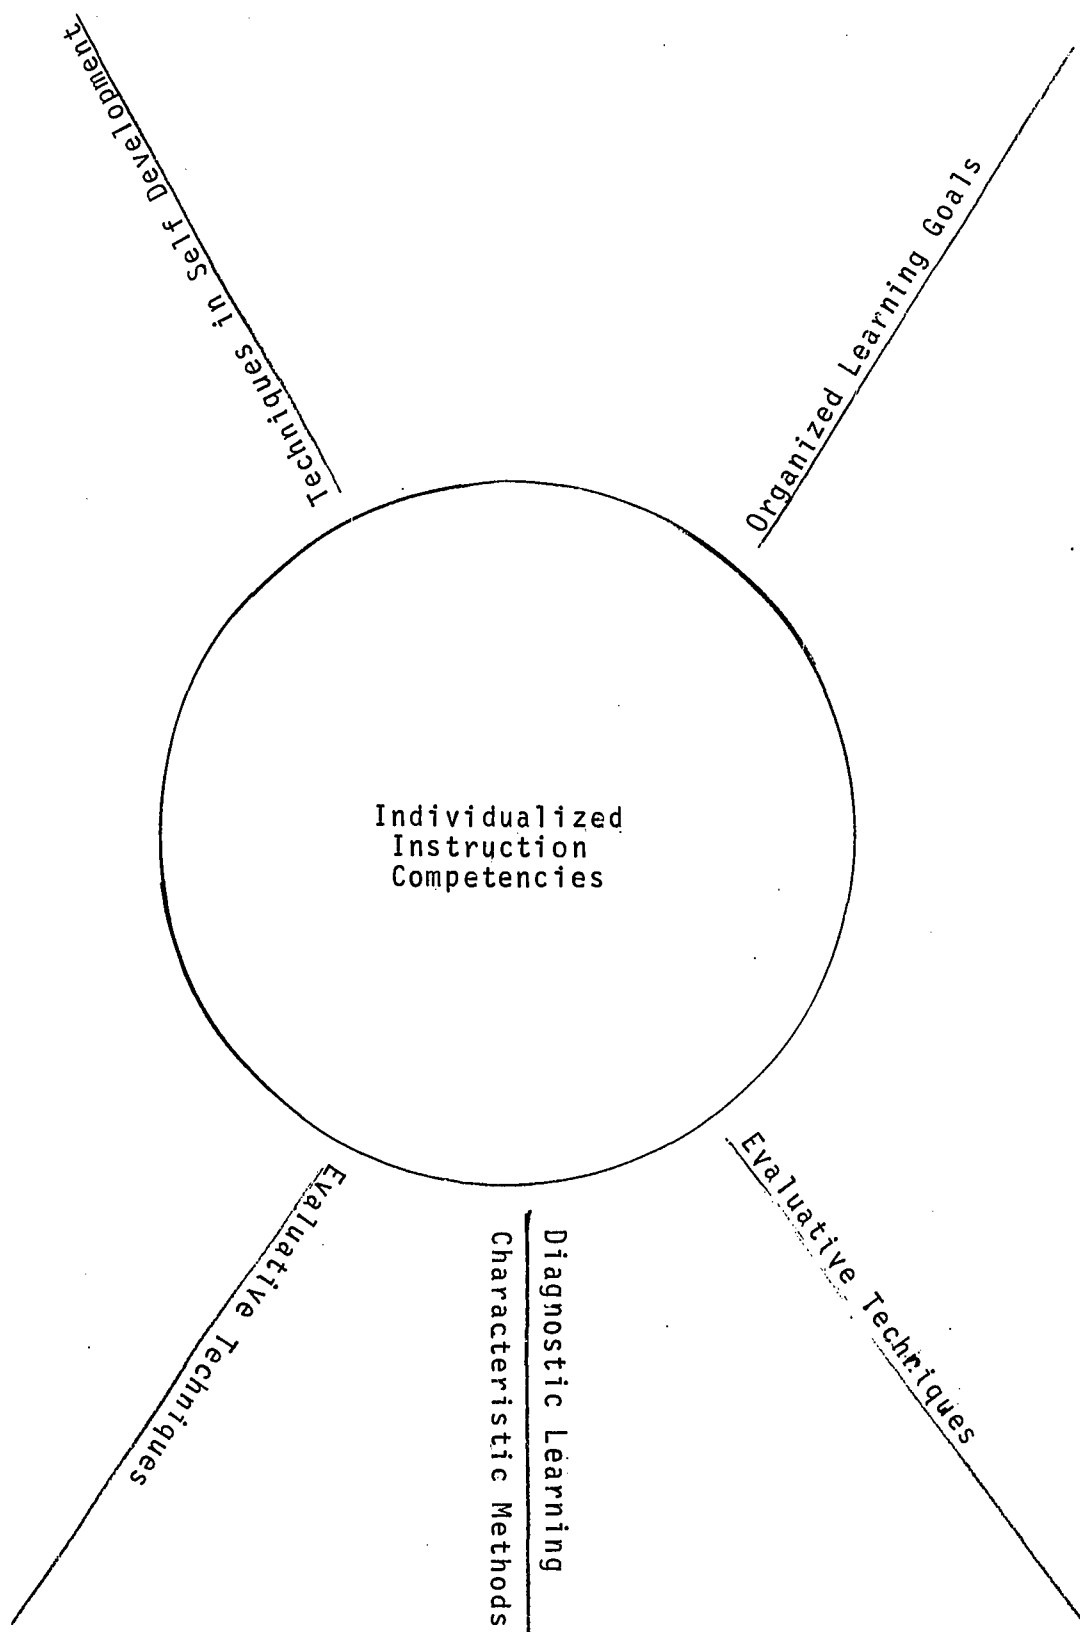 Techniques in Self Development
Organized Learning Goals
Individualized
Instruction
Competencies
Evaluative Techniques
Diagnostic Learning
Characteristic Methods
Evaluative Techniques